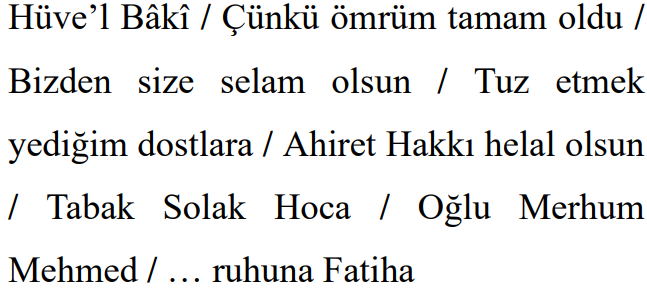 Hüve’l Bâkî / Çünkü ömrüm tamam oldu /
Bizden size selam olsun / Tuz etmek
yediğim dostlara / Ahiret Hakkı helal olsun
/ Tabak Solak Hoca / Oğlu Merhum
Mehmed / … ruhuna Fatiha